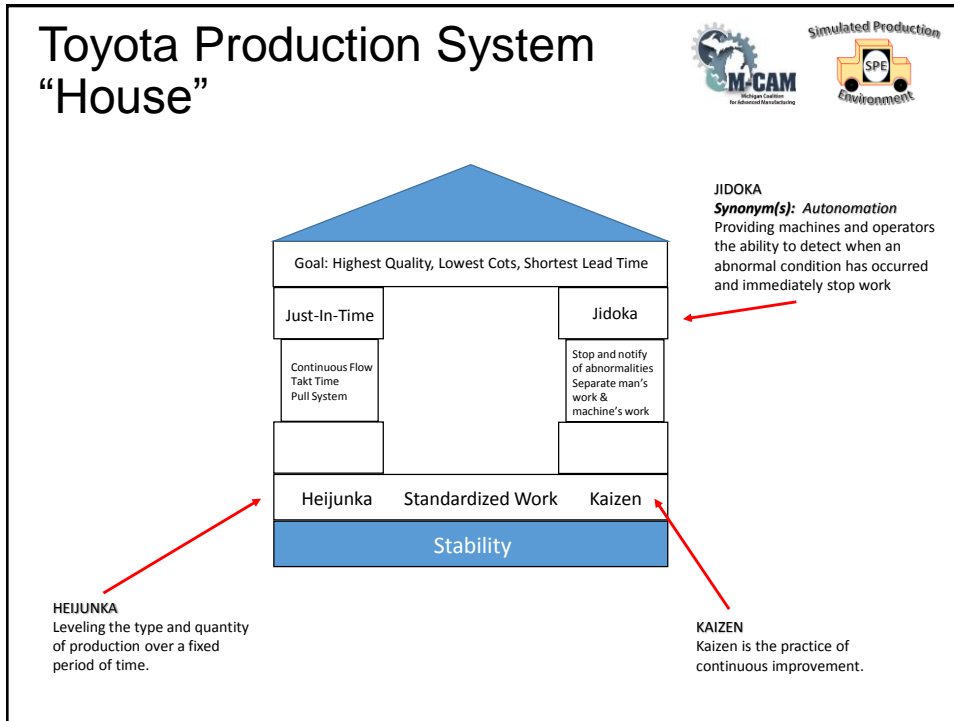 Toyota Production System
“House”
M-CAM
Michigan Coalition
for Advanced Manufacturing
Simulated Production
SPE
Environment
JIDOKA
Synonym(s): Autonomation
Providing machines and operators
the ability to detect when an
abnormal condition has occurred
and immediately stop work
Goal: Highest Quality, Lowest Cots, Shortest Lead Time
Just-In-Time
Jidoka
Continuous Flow
Takt Time
Pull System
Stop and notify
of abnormalities
Separate man’s
work &
machine’s work
Heijunka Standardized Work Kaizen
Stability
HEIJUNKA
Leveling the type and quantity
of production over a fixed
period of time.
KAIZEN
Kaizen is the practice of
continuous improvement.